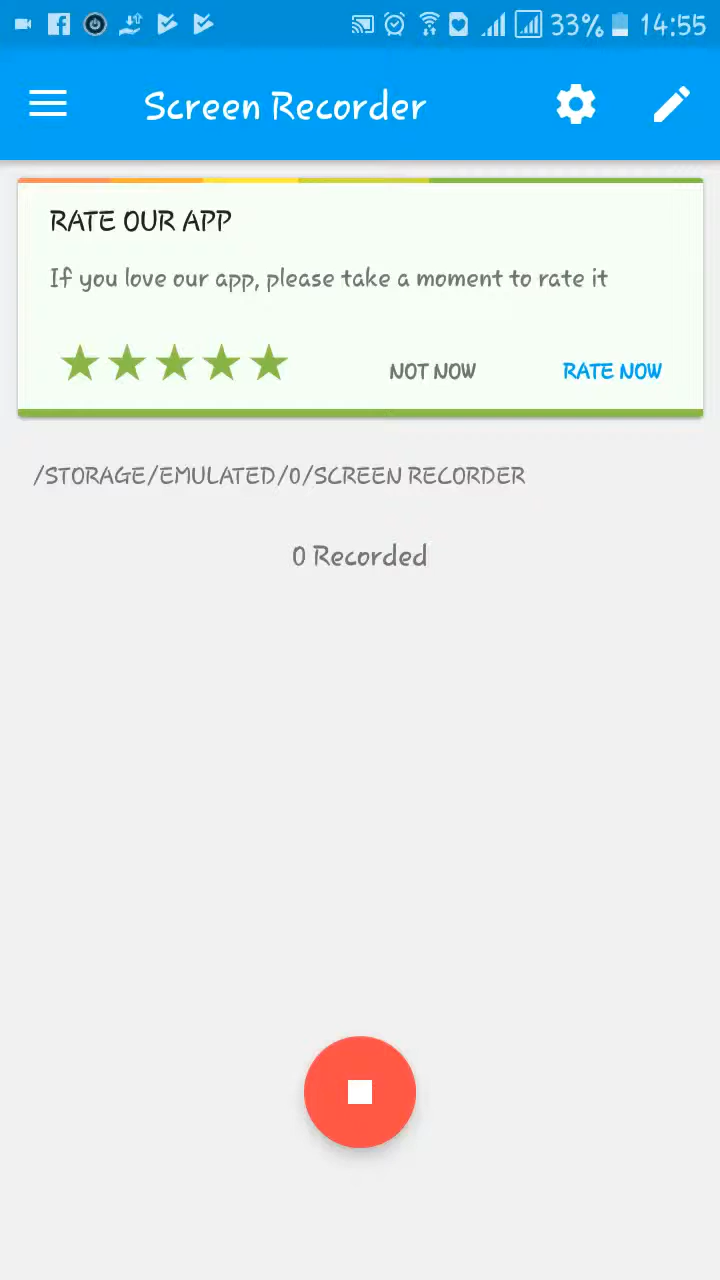 33% 14:55
Screen Recorder
RATE OUR APP
If you love our app, please take a moment to rate it
NOT NOW RATE NOW
/STORAGE/EMULATED/0/SCREEN RECORDER
0 Recorded